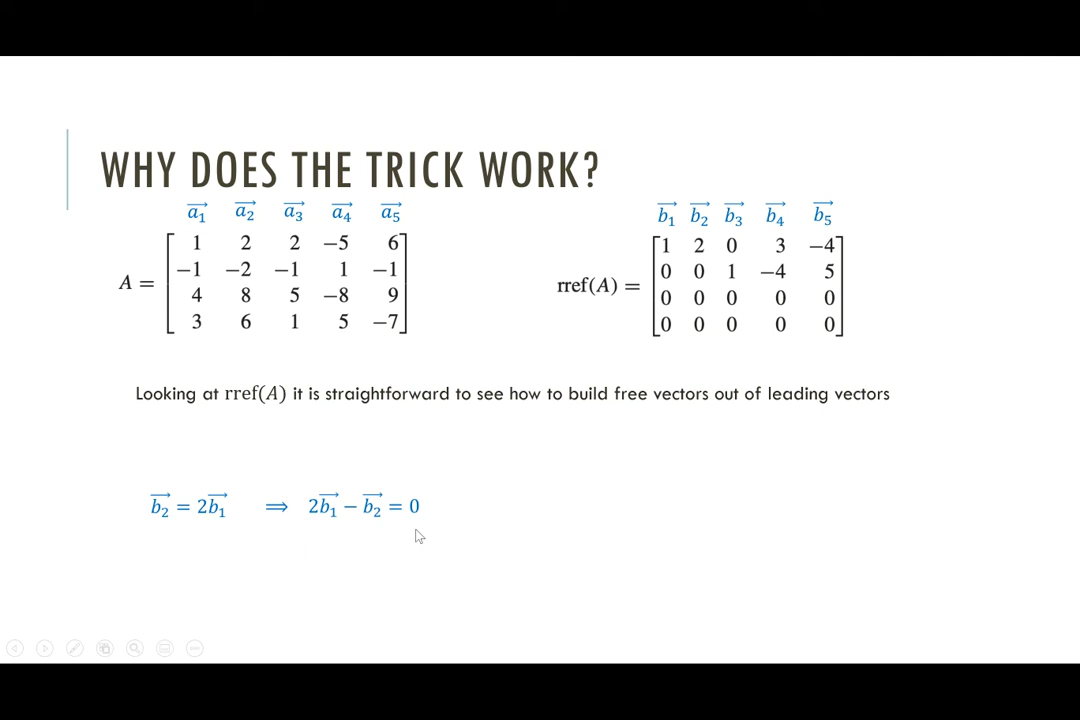 WHY DOES THE TRICK WORK?
a₁⃗ a₂⃗ a₃⃗ a₄⃗ a₅⃗
A = [1 2 2 −5 6
−1 −2 −1 1 −1
4 8 5 −8 9
3 6 1 5 −7]
b₁⃗ b₂⃗ b₃⃗ b₄⃗ b₅⃗
rref(A) = [1 2 0 3 −4
0 0 1 −4 5
0 0 0 0 0
0 0 0 0 0]
Looking at rref(A) it is straightforward to see how to build free vectors out of leading vectors
b₂⃗ = 2b₁⃗ ⟹ 2b₁⃗ − b₂⃗ = 0